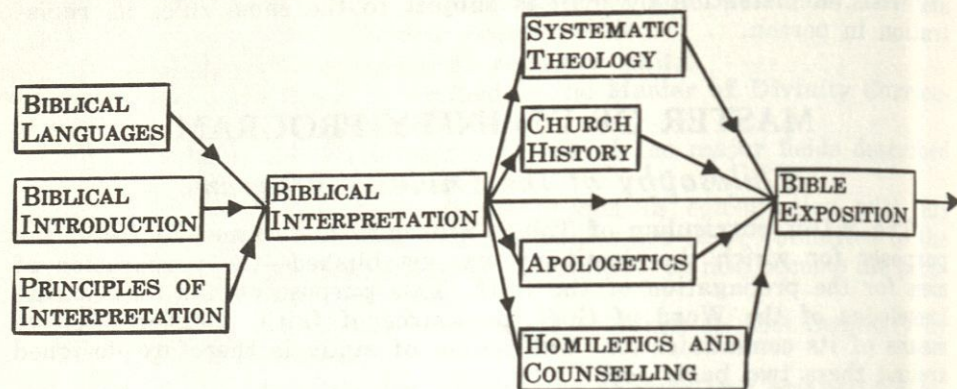 SYSTEMATIC
THEOLOGY
BIBLICAL
LANGUAGES
CHURCH
HISTORY
BIBLICAL
INTRODUCTION
BIBLICAL
INTERPRETATION
BIBLE
EXPOSITION
PRINCIPLES OF
INTERPRETATION
APOLOGETICS
HOMILETICS AND
COUNSELLING